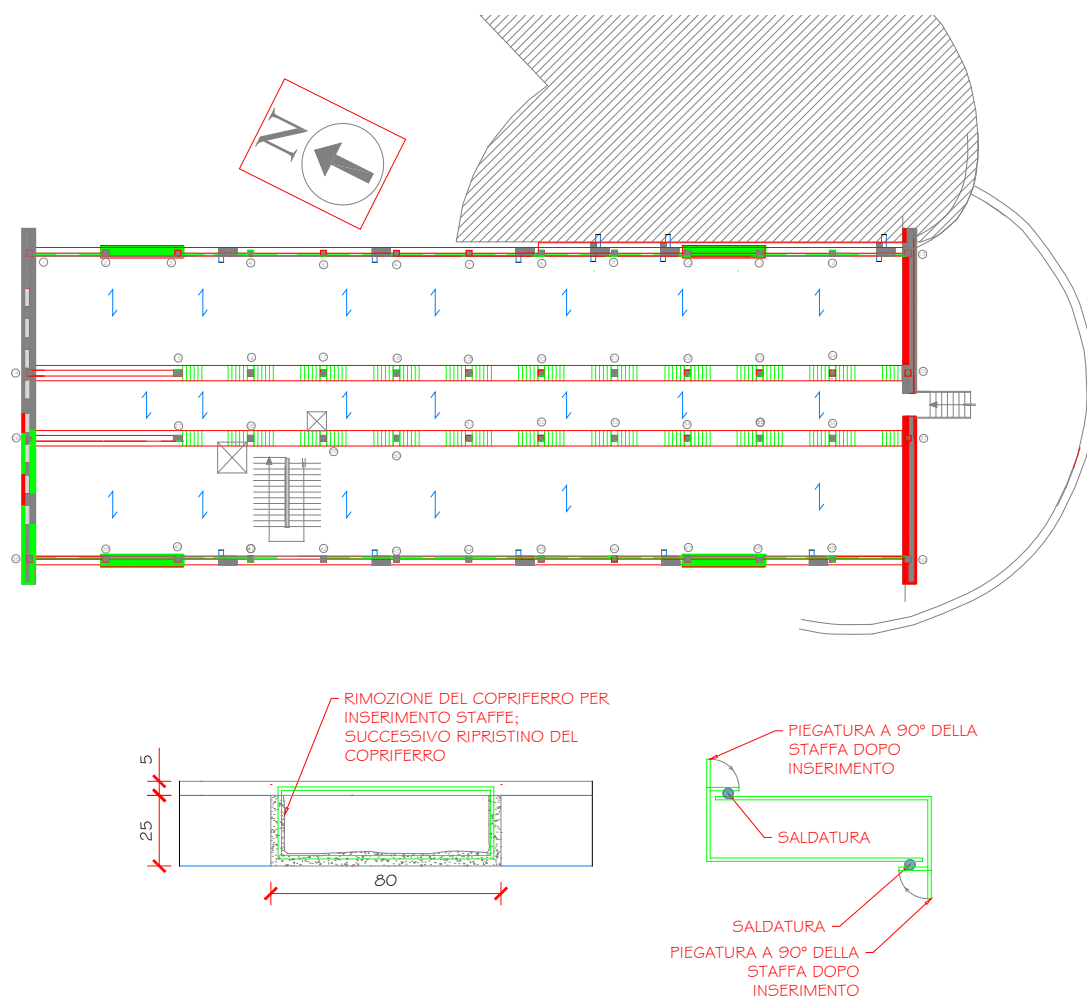 N
RIMOZIONE DEL COPRIFERRO PER
INSERIMENTO STAFFE;
SUCCESSIVO RIPRISTINO DEL
COPRIFERRO
5
25
80
PIEGATURA A 90° DELLA
STAFFA DOPO
INSERIMENTO
SALDATURA
SALDATURA
PIEGATURA A 90° DELLA
STAFFA DOPO
INSERIMENTO